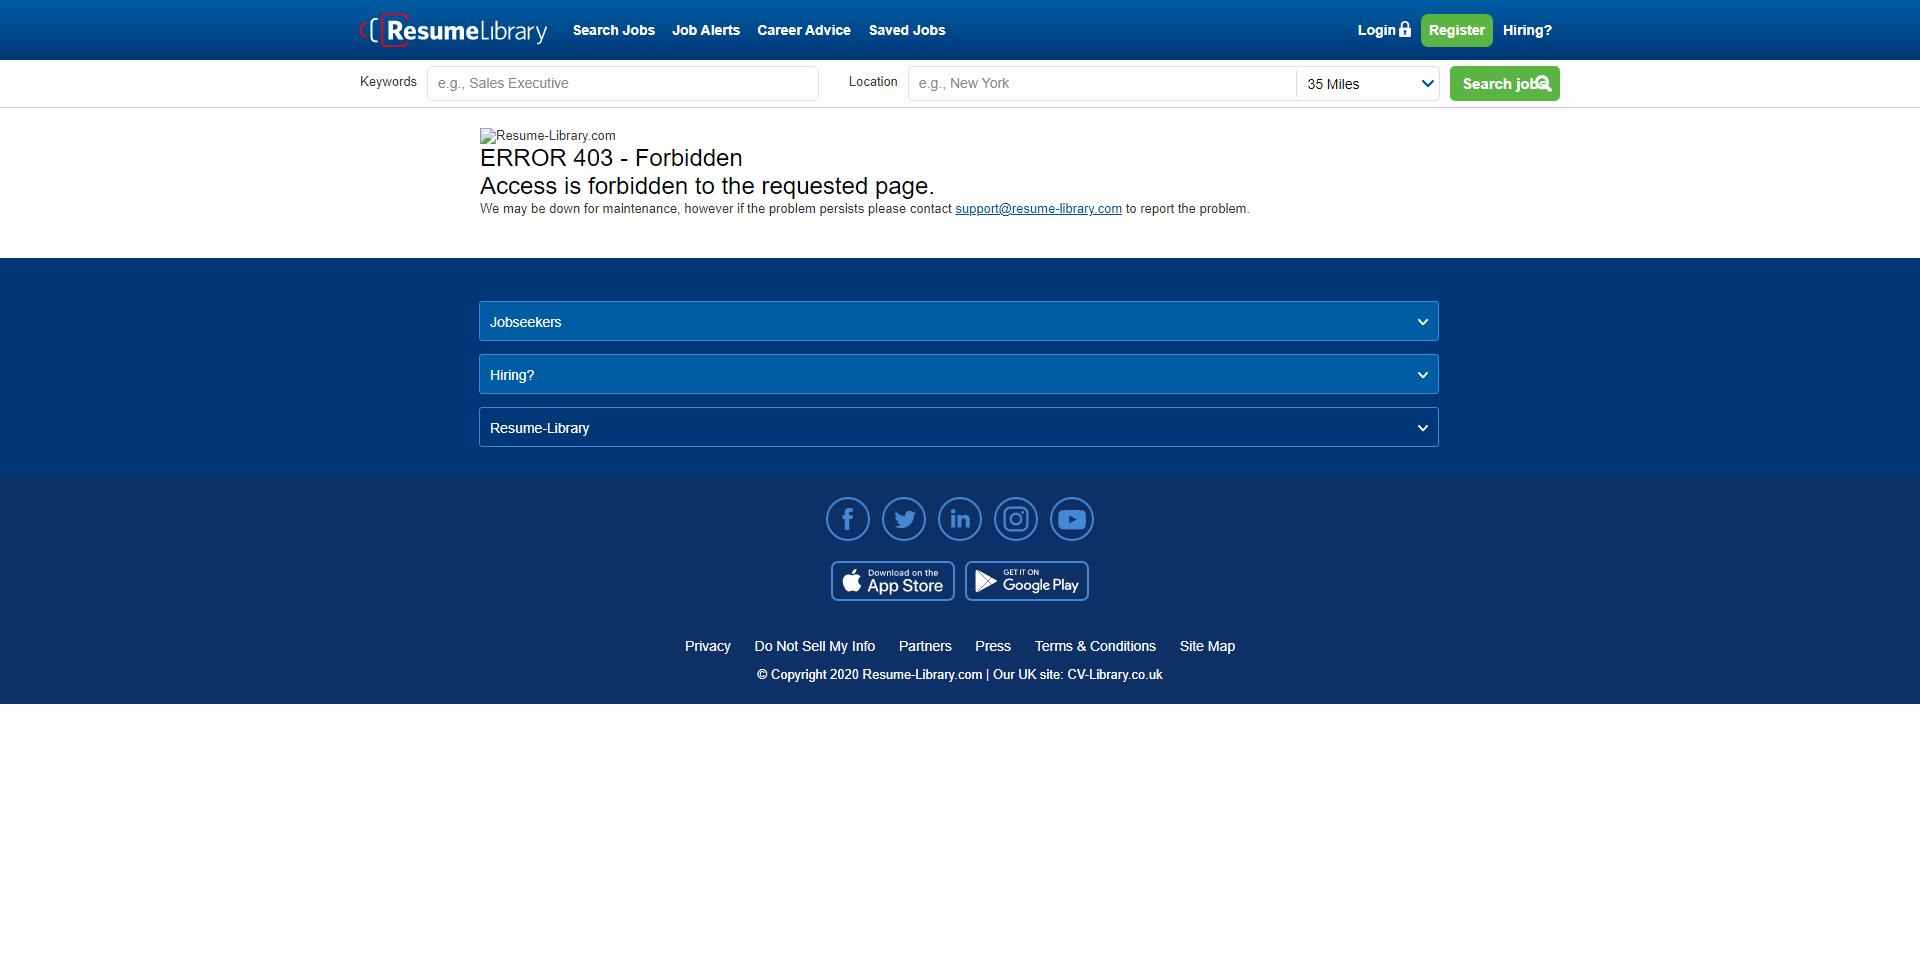 ResumeLibrary Search Jobs Job Alerts Career Advice Saved Jobs Login Register Hiring?
Keywords e.g., Sales Executive Location e.g., New York 35 Miles Search jobs
Resume-Library.com
ERROR 403 - Forbidden
Access is forbidden to the requested page.
We may be down for maintenance, however if the problem persists please contact support@resume-library.com to report the problem.
Jobseekers
Hiring?
Resume-Library
Download on the App Store GET IT ON Google Play
Privacy Do Not Sell My Info Partners Press Terms & Conditions Site Map
© Copyright 2020 Resume-Library.com | Our UK site: CV-Library.co.uk